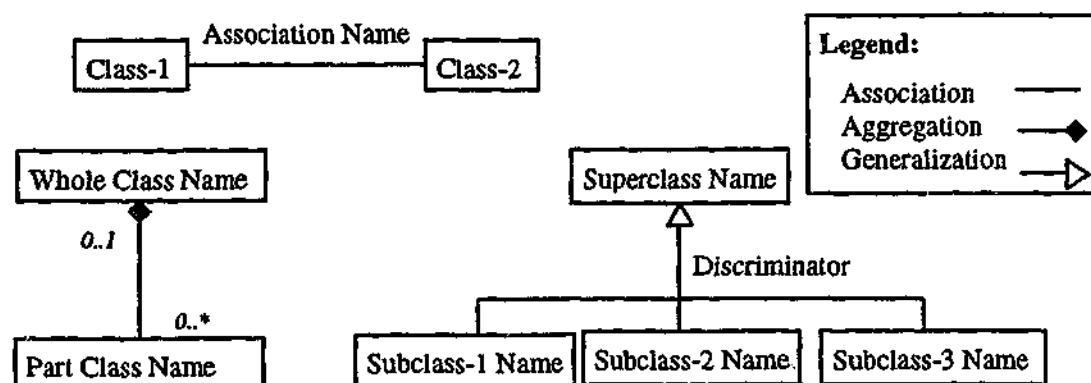 Association Name
Class-1
Class-2
Legend:
Association
Aggregation
Generalization
Whole Class Name
0..1
0..*
Part Class Name
Superclass Name
Discriminator
Subclass-1 Name
Subclass-2 Name
Subclass-3 Name